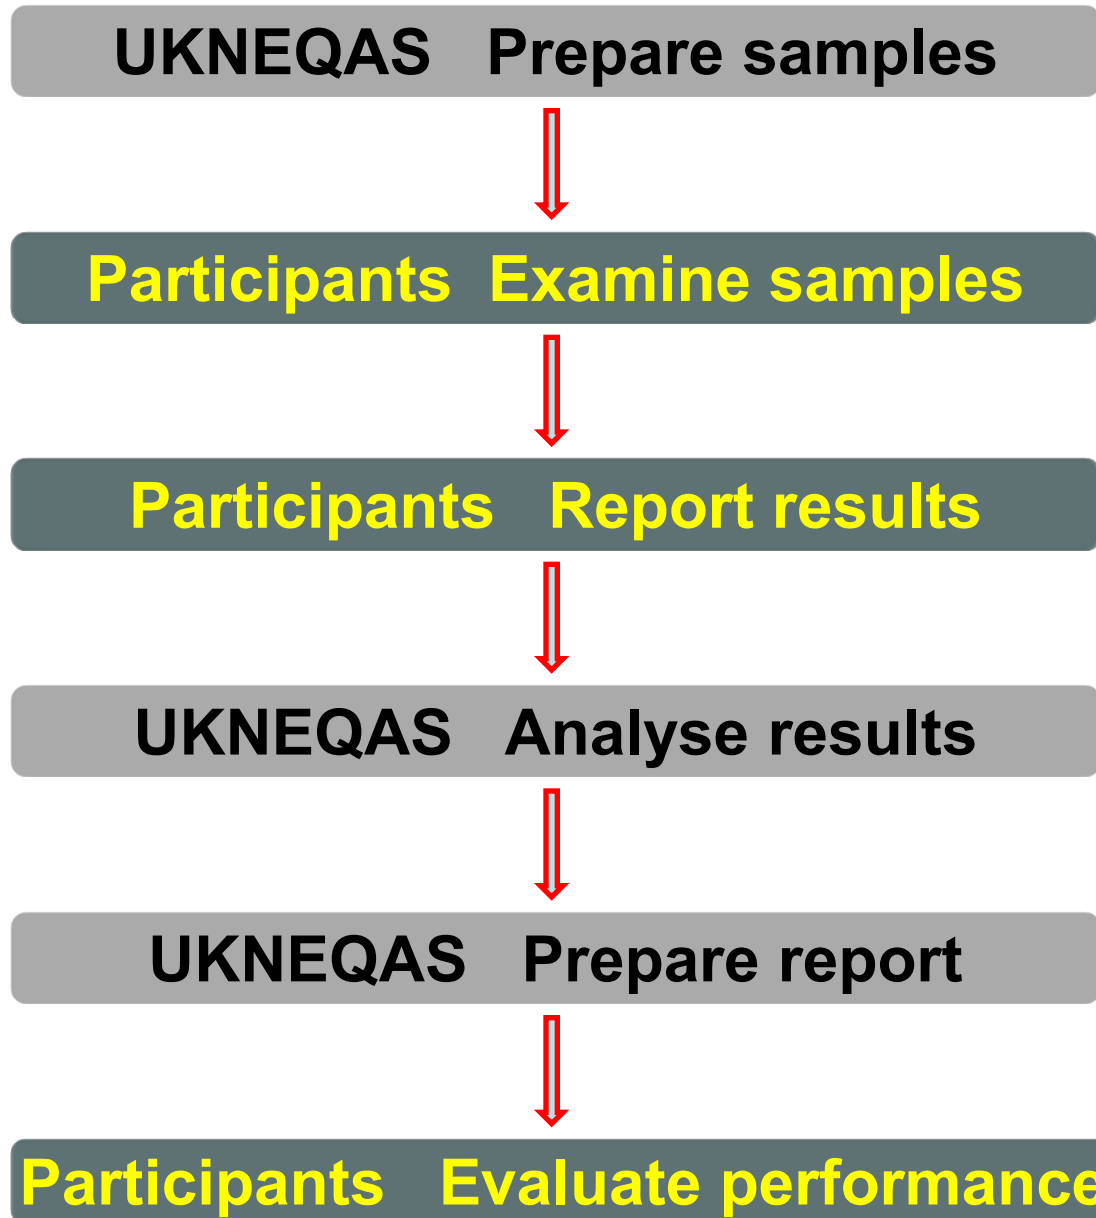 UKNEQAS Prepare samples
Participants Examine samples
Participants Report results
UKNEQAS Analyse results
UKNEQAS Prepare report
Participants Evaluate performance